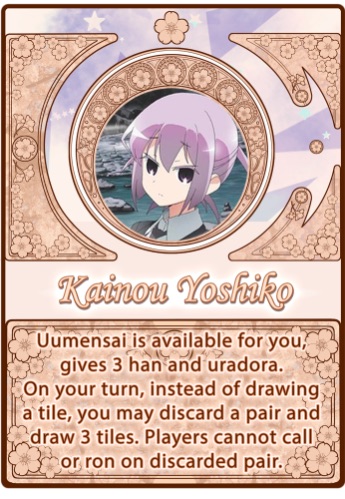 Kainou Yoshiko
Uumensai is available for you,
gives 3 han and uradora.
On your turn, instead of drawing
a tile, you may discard a pair and
draw 3 tiles. Players cannot call
or ron on discarded pair.